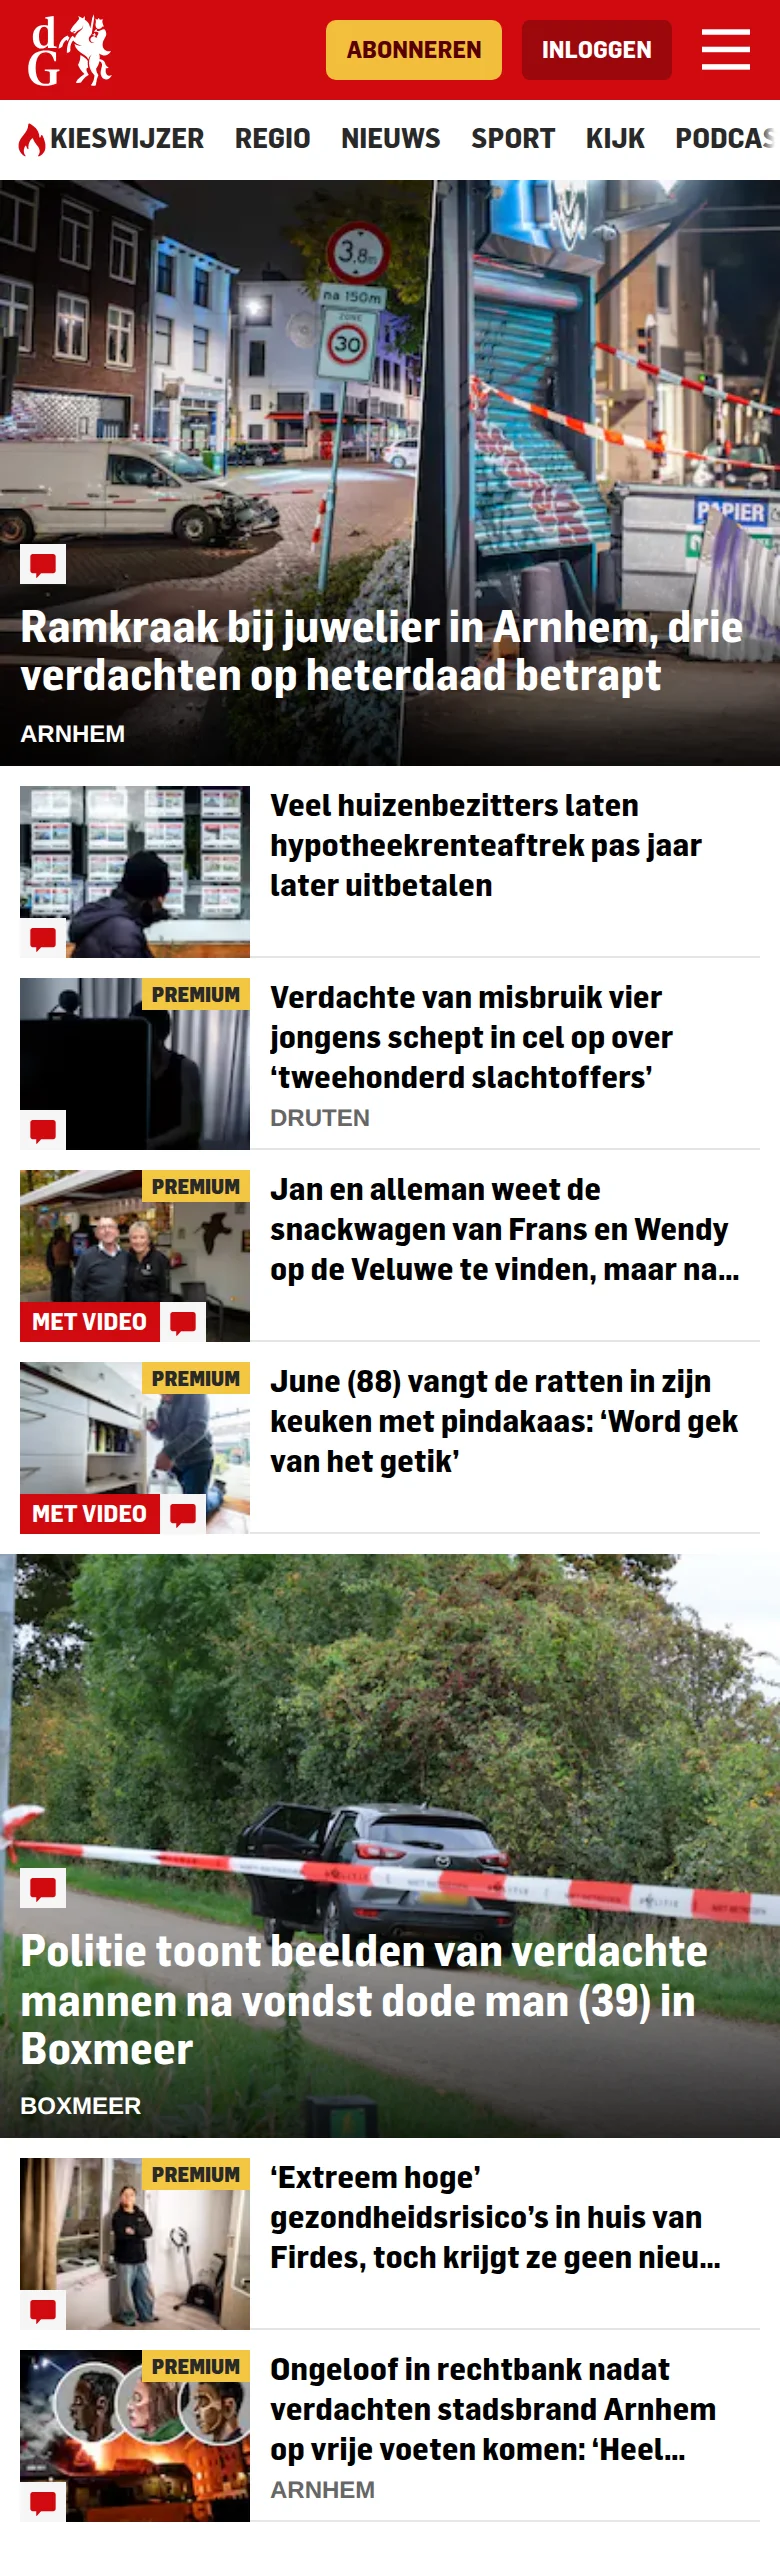 dG
ABONNEREN
INLOGGEN
KIESWIJZER REGIO NIEUWS SPORT KIJK PODCAS
3,8m
na 150m
ZONE
30
PAPIER
Ramkraak bij juwelier in Arnhem, drie
verdachten op heterdaad betrapt
ARNHEM
Veel huizenbezitters laten
hypotheekrenteaftrek pas jaar
later uitbetalen
PREMIUM
Verdachte van misbruik vier
jongens schept in cel op over
‘tweehonderd slachtoffers’
DRUTEN
PREMIUM
MET VIDEO
Jan en alleman weet de
snackwagen van Frans en Wendy
op de Veluwe te vinden, maar na...
PREMIUM
MET VIDEO
June (88) vangt de ratten in zijn
keuken met pindakaas: ‘Word gek
van het getik’
Politie toont beelden van verdachte
mannen na vondst dode man (39) in
Boxmeer
BOXMEER
PREMIUM
‘Extreem hoge’
gezondheidsrisico’s in huis van
Firdes, toch krijgt ze geen nieu...
PREMIUM
Ongeloof in rechtbank nadat
verdachten stadsbrand Arnhem
op vrije voeten komen: ‘Heel...
ARNHEM